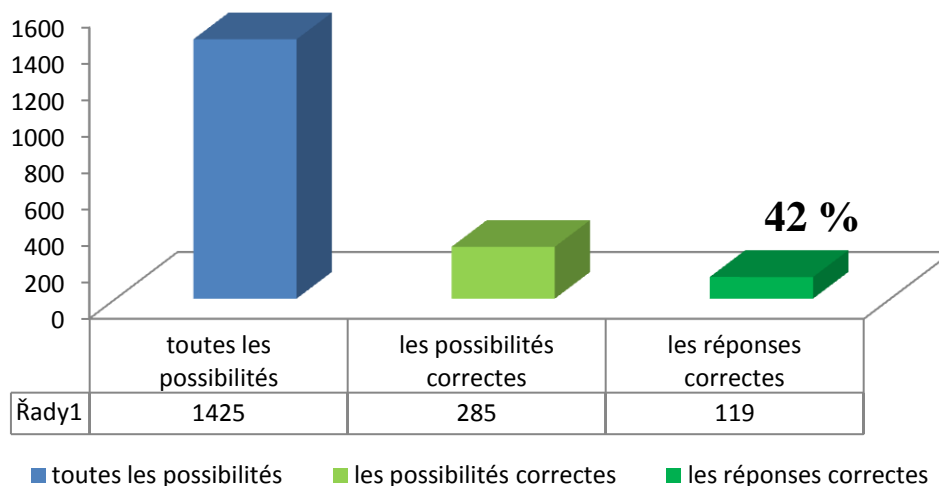 1600
1400
1200
1000
800
600
400
200
0
42 %
toutes les
possibilités
les possibilités
correctes
les réponses
correctes
Řady1 1425 285 119
toutes les possibilités les possibilités correctes les réponses correctes